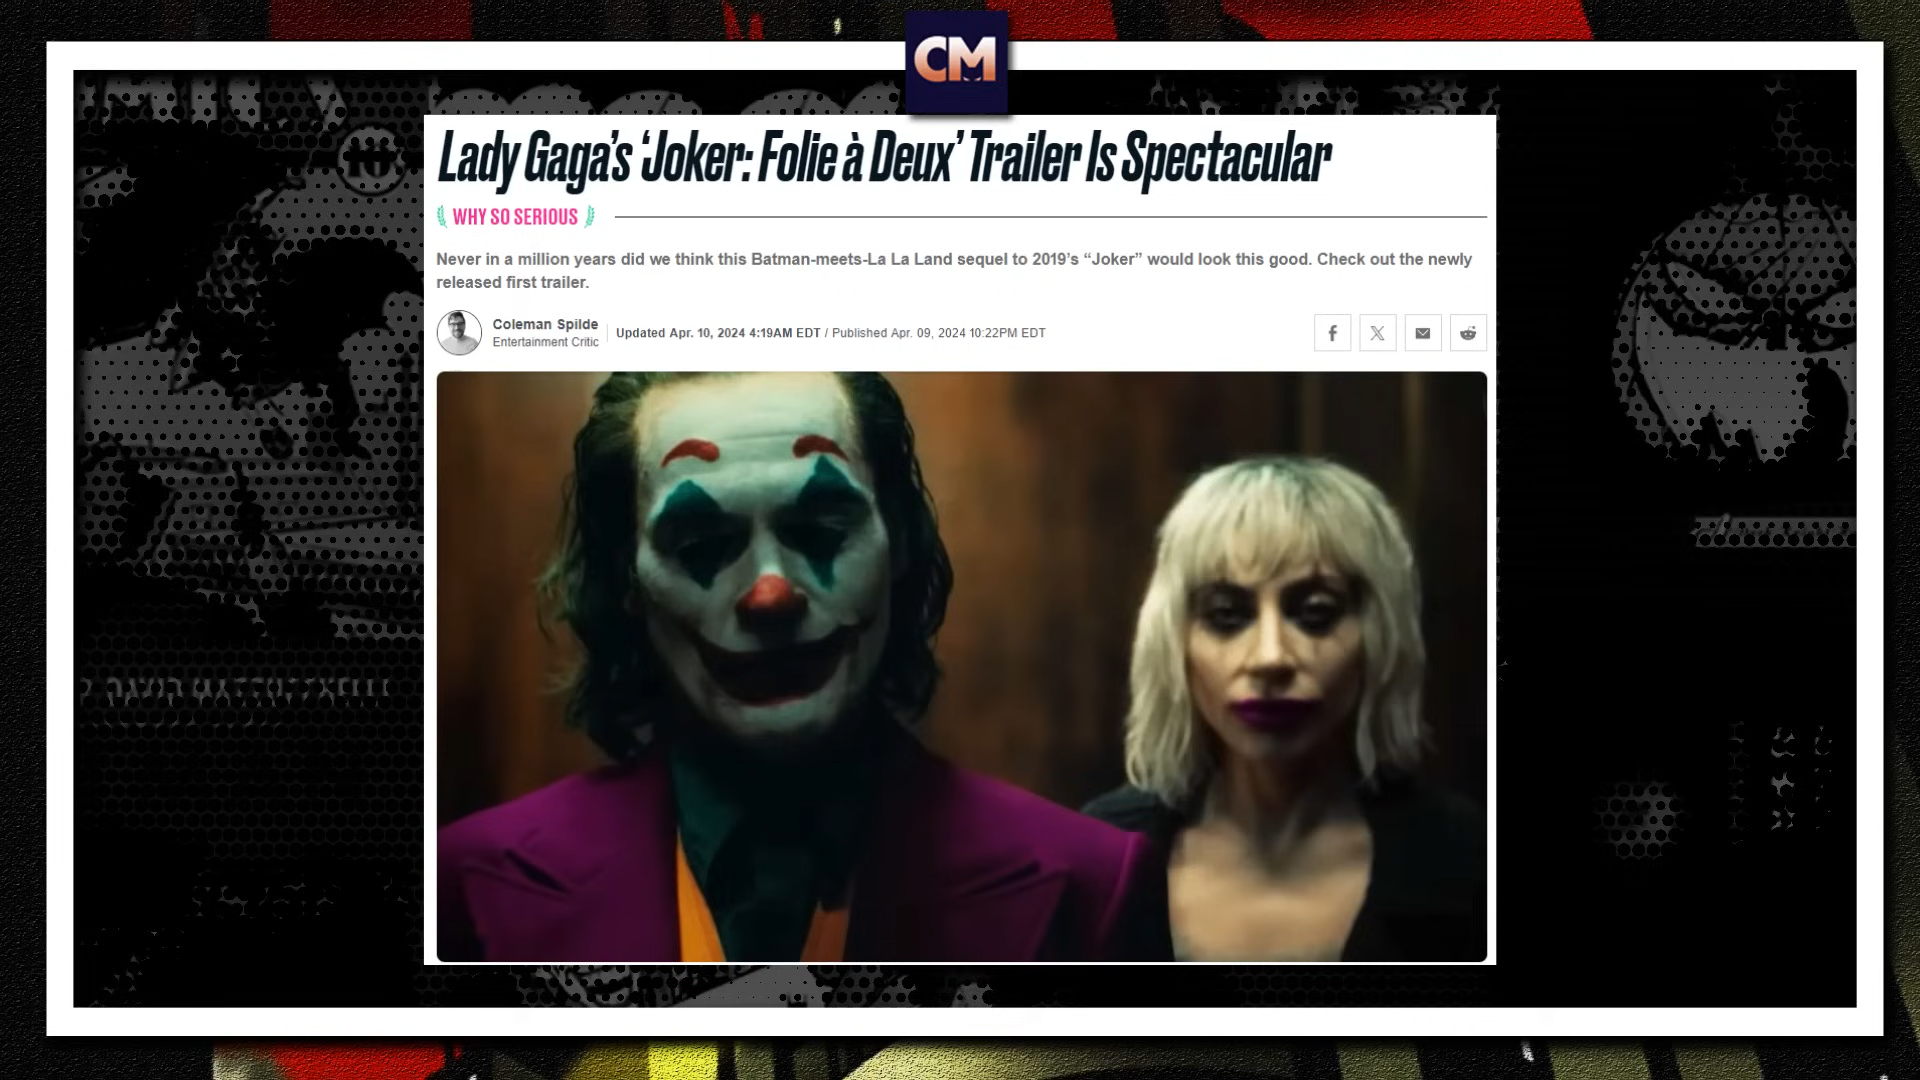 CM
Lady Gaga's 'Joker: Folie à Deux' Trailer Is Spectacular
WHY SO SERIOUS
Never in a million years did we think this Batman-meets-La La Land sequel to 2019's “Joker” would look this good. Check out the newly
released first trailer.
Coleman Spilde
Entertainment Critic
Updated Apr. 10, 2024 4:19AM EDT / Published Apr. 09, 2024 10:22PM EDT